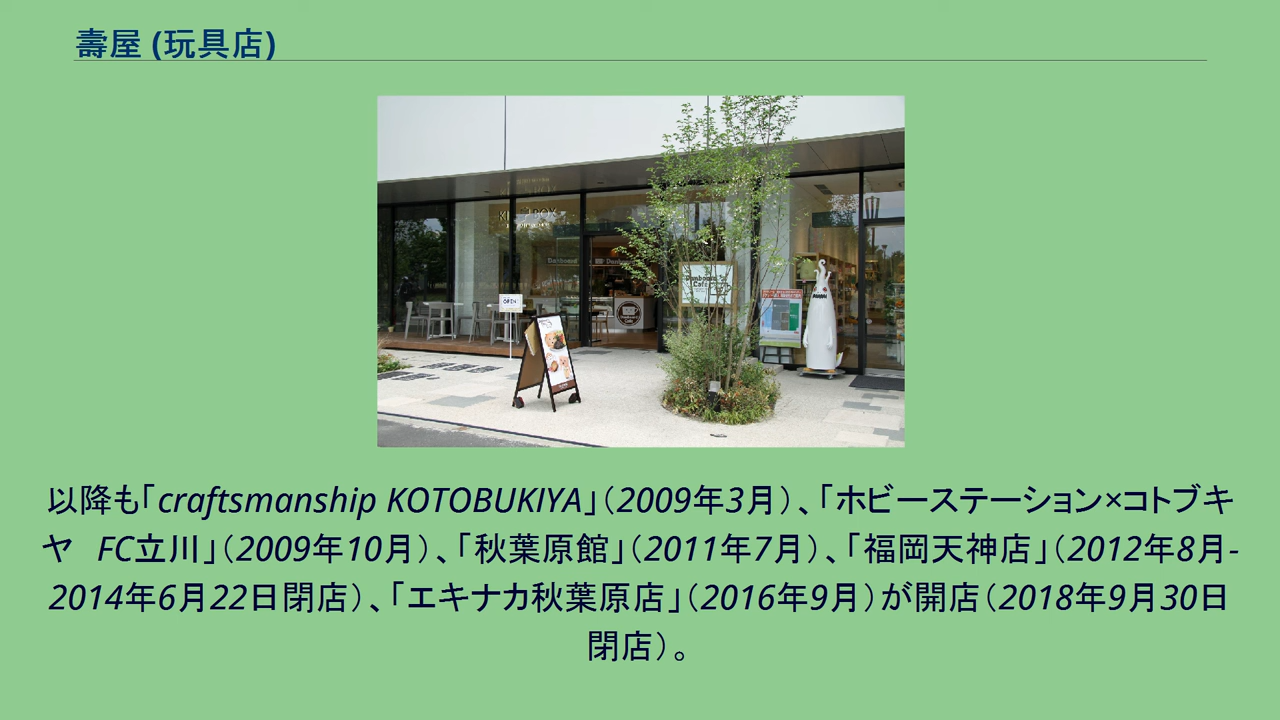 壽屋 (玩具店)
OPEN
Danboard
以降も「craftsmanship KOTOBUKIYA」（2009年3月）、「ホビーステーション×コトブキ
ヤ FC立川」（2009年10月）、「秋葉原館」（2011年7月）、「福岡天神店」（2012年8月-
2014年6月22日閉店）、「エキナカ秋葉原店」（2016年9月）が開店（2018年9月30日
閉店）。